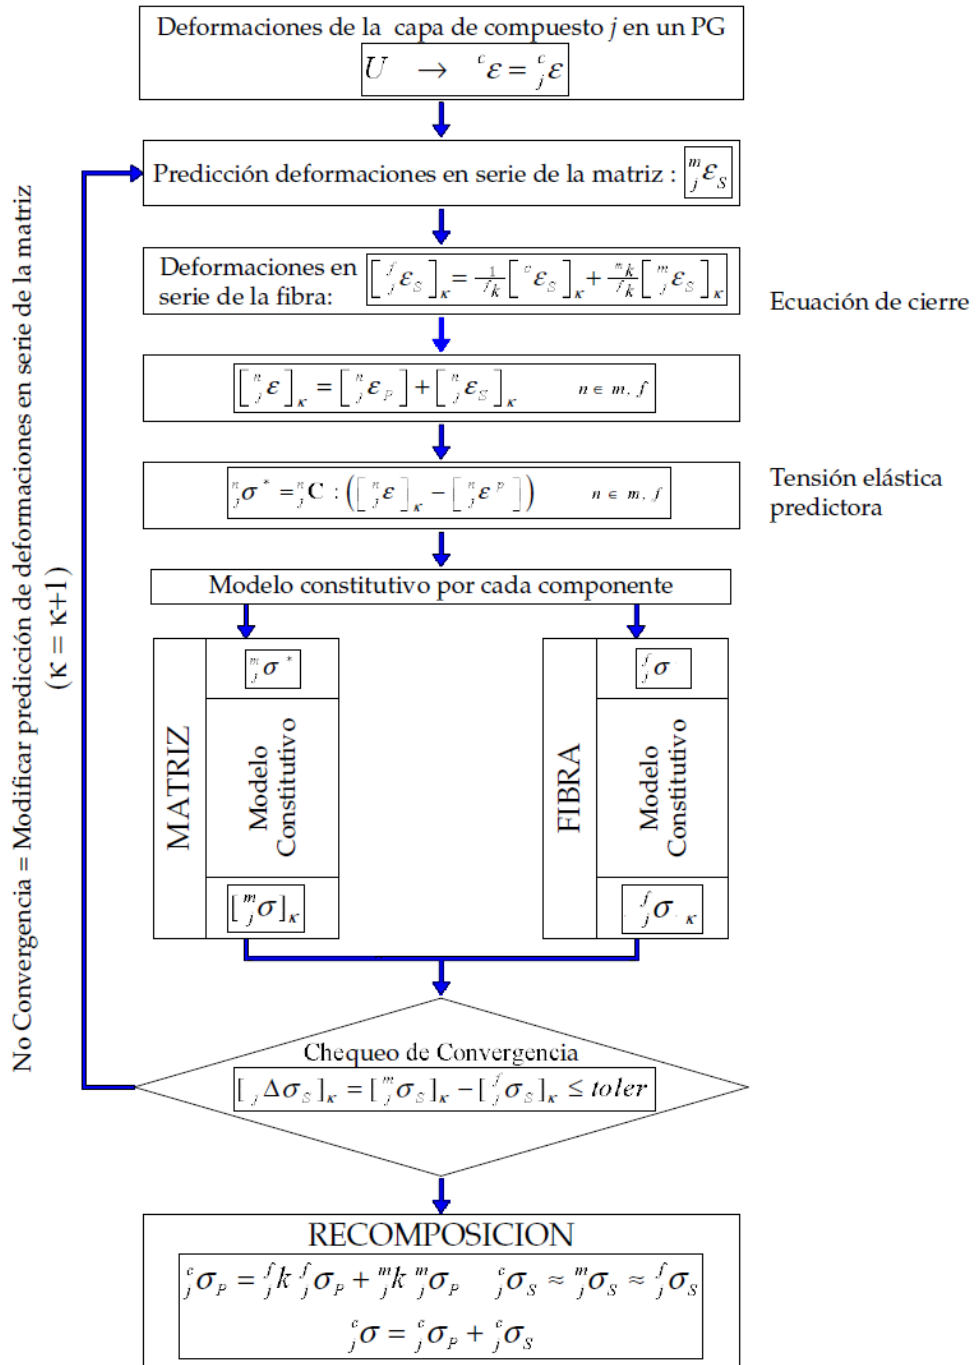 Deformaciones de la capa de compuesto j en un PG
U → ᶜε = ᶜⱼε
Predicción deformaciones en serie de la matriz : ᵐⱼε_S
Deformaciones en
serie de la fibra:
[ᶠⱼε_S]_κ = 1/ᶠk [ᶜε_S]_κ + ᵐk/ᶠk [ᵐⱼε_S]_κ
Ecuación de cierre
[ⁿⱼε]_κ = [ⁿⱼε_P] + [ⁿⱼε_S]_κ n ∈ m, f
ⁿⱼσ* = ⁿⱼC : ([ⁿⱼε]_κ − [ⁿⱼε^p]) n ∈ m, f
Tensión elástica
predictora
Modelo constitutivo por cada componente
MATRIZ
ᵐⱼσ*
Modelo
Constitutivo
[ᵐⱼσ]_κ
FIBRA
ᶠⱼσ
Modelo
Constitutivo
ᶠⱼσ_κ
Chequeo de Convergencia
[ⱼΔσ_S]_κ = [ᵐⱼσ_S]_κ − [ᶠⱼσ_S]_κ ≤ toler
No Convergencia = Modificar predicción de deformaciones en serie de la matriz
(κ = κ+1)
RECOMPOSICION
ᶜⱼσ_P = ᶠⱼk ᶠⱼσ_P + ᵐⱼk ᵐⱼσ_P ᶜⱼσ_S ≈ ᵐⱼσ_S ≈ ᶠⱼσ_S
ᶜⱼσ = ᶜⱼσ_P + ᶜⱼσ_S